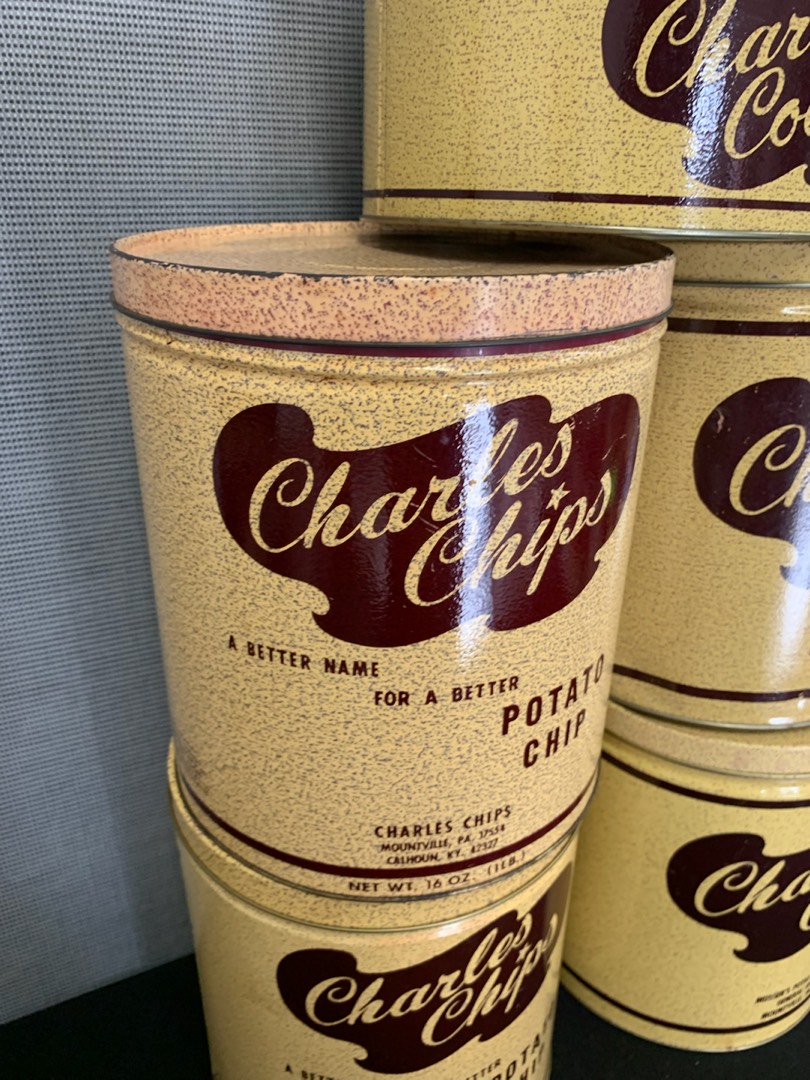 Charles
Chips
A BETTER NAME
FOR A BETTER
POTATO
CHIP
CHARLES CHIPS
MOUNTVILLE, PA. 17554
CALHOUN, KY. 42327
NET WT. 16 OZ. (1 LB.)
Charles
Chips